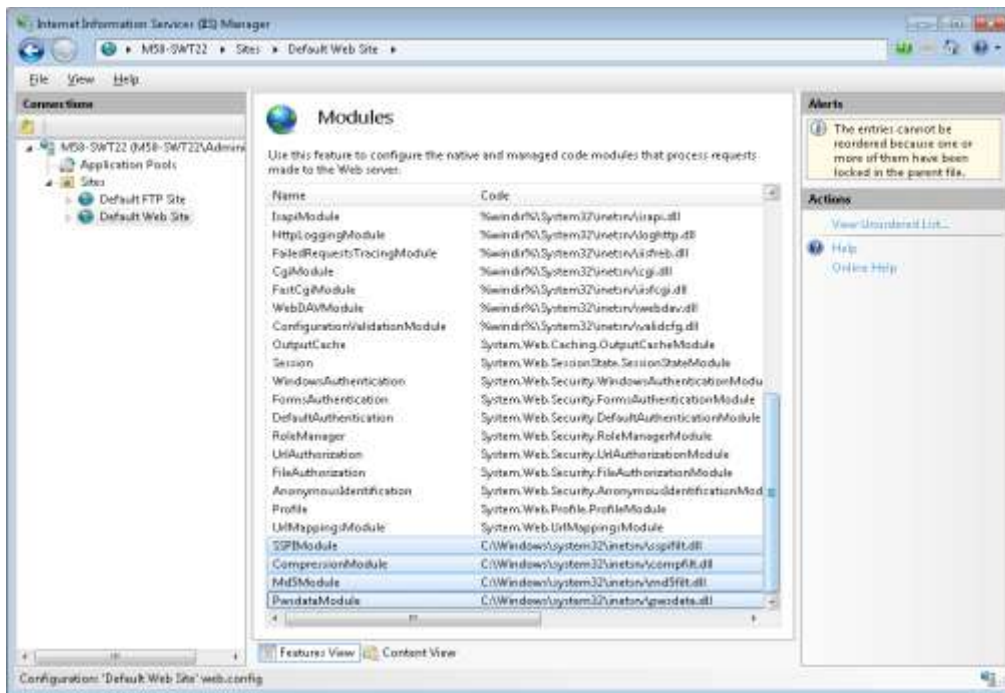 Internet Information Services (IIS) Manager
M58-SWT22 Sites Default Web Site
File View Help
Connections
M58-SWT22 (M58-SWT22\Admini
Application Pools
Sites
Default FTP Site
Default Web Site
Modules
Use this feature to configure the native and managed code modules that process requests
made to the Web server.
Name Code
IsapiModule %windir%\System32\inetsrv\isapi.dll
HttpLoggingModule %windir%\System32\inetsrv\loghttp.dll
FailedRequestsTracingModule %windir%\System32\inetsrv\iisfreb.dll
CgiModule %windir%\System32\inetsrv\cgi.dll
FastCgiModule %windir%\System32\inetsrv\iisfcgi.dll
WebDAVModule %windir%\System32\inetsrv\webdav.dll
ConfigurationValidationModule %windir%\System32\inetsrv\validcfg.dll
OutputCache System.Web.Caching.OutputCacheModule
Session System.Web.SessionState.SessionStateModule
WindowsAuthentication System.Web.Security.WindowsAuthenticationModu
FormsAuthentication System.Web.Security.FormsAuthenticationModule
DefaultAuthentication System.Web.Security.DefaultAuthenticationModule
RoleManager System.Web.Security.RoleManagerModule
UrlAuthorization System.Web.Security.UrlAuthorizationModule
FileAuthorization System.Web.Security.FileAuthorizationModule
AnonymousIdentification System.Web.Security.AnonymousIdentificationMod
Profile System.Web.Profile.ProfileModule
UrlMappingsModule System.Web.UrlMappingsModule
SSPIModule C:\Windows\system32\inetsrv\sspifilt.dll
CompressionModule C:\Windows\system32\inetsrv\compfilt.dll
Md5Module C:\Windows\system32\inetsrv\md5filt.dll
PwsdataModule C:\Windows\system32\inetsrv\pwsdata.dll
Features View Content View
Alerts
The entries cannot be
reordered because one or
more of them have been
locked in the parent file.
Actions
View Unordered List...
Help
Online Help
Configuration: 'Default Web Site' web.config